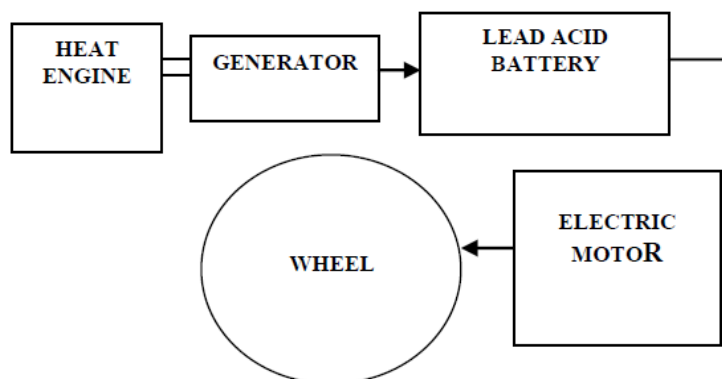 HEAT
ENGINE
GENERATOR
LEAD ACID
BATTERY
WHEEL
ELECTRIC
MOTOR